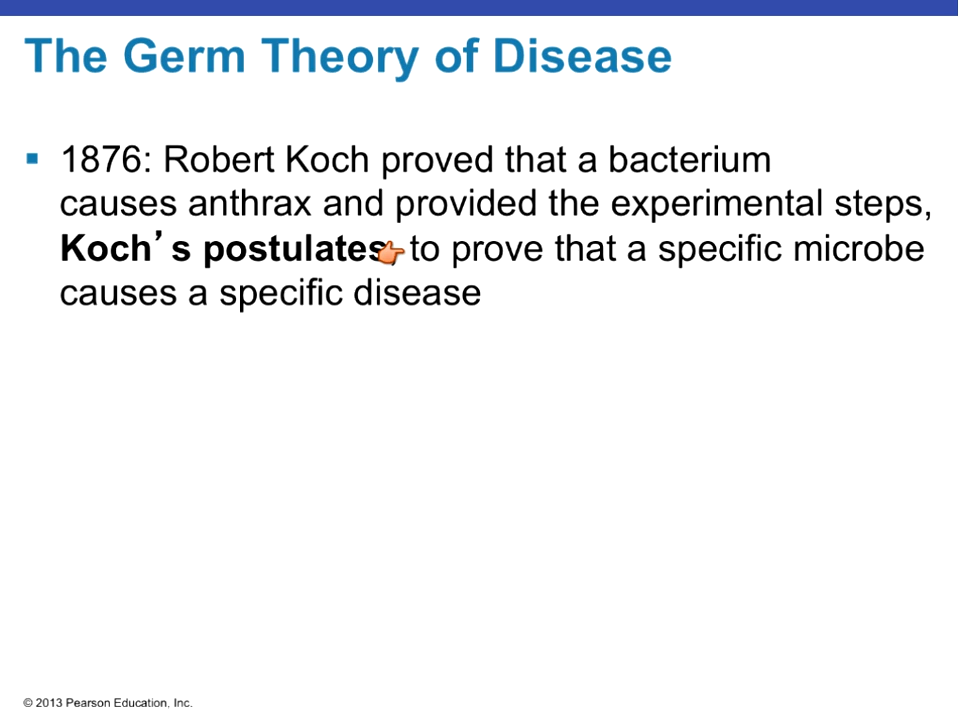 The Germ Theory of Disease
▪ 1876: Robert Koch proved that a bacterium
causes anthrax and provided the experimental steps,
Koch’s postulates, to prove that a specific microbe
causes a specific disease
© 2013 Pearson Education, Inc.